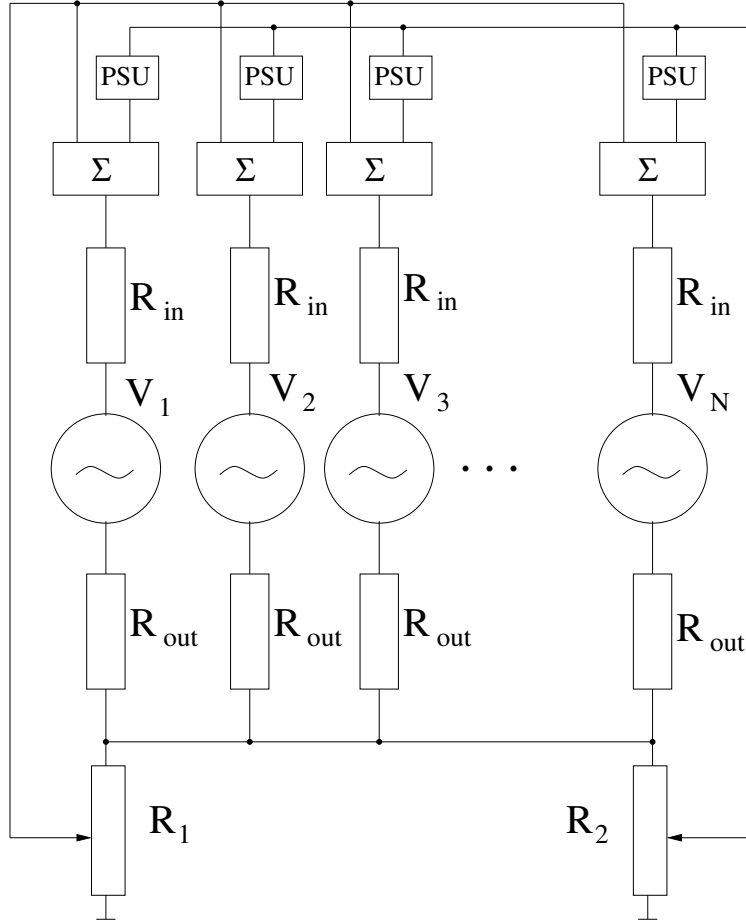 PSU PSU PSU PSU
Σ Σ Σ Σ
R in R in R in R in
V 1 V 2 V 3 V N
. . .
R out R out R out R out
R 1 R 2